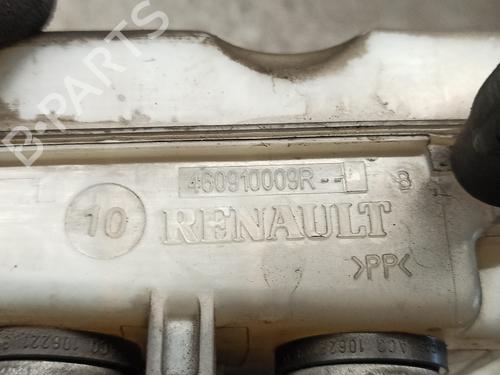 B-PARTS
460910009R--
8
10
RENAULT
>PP<